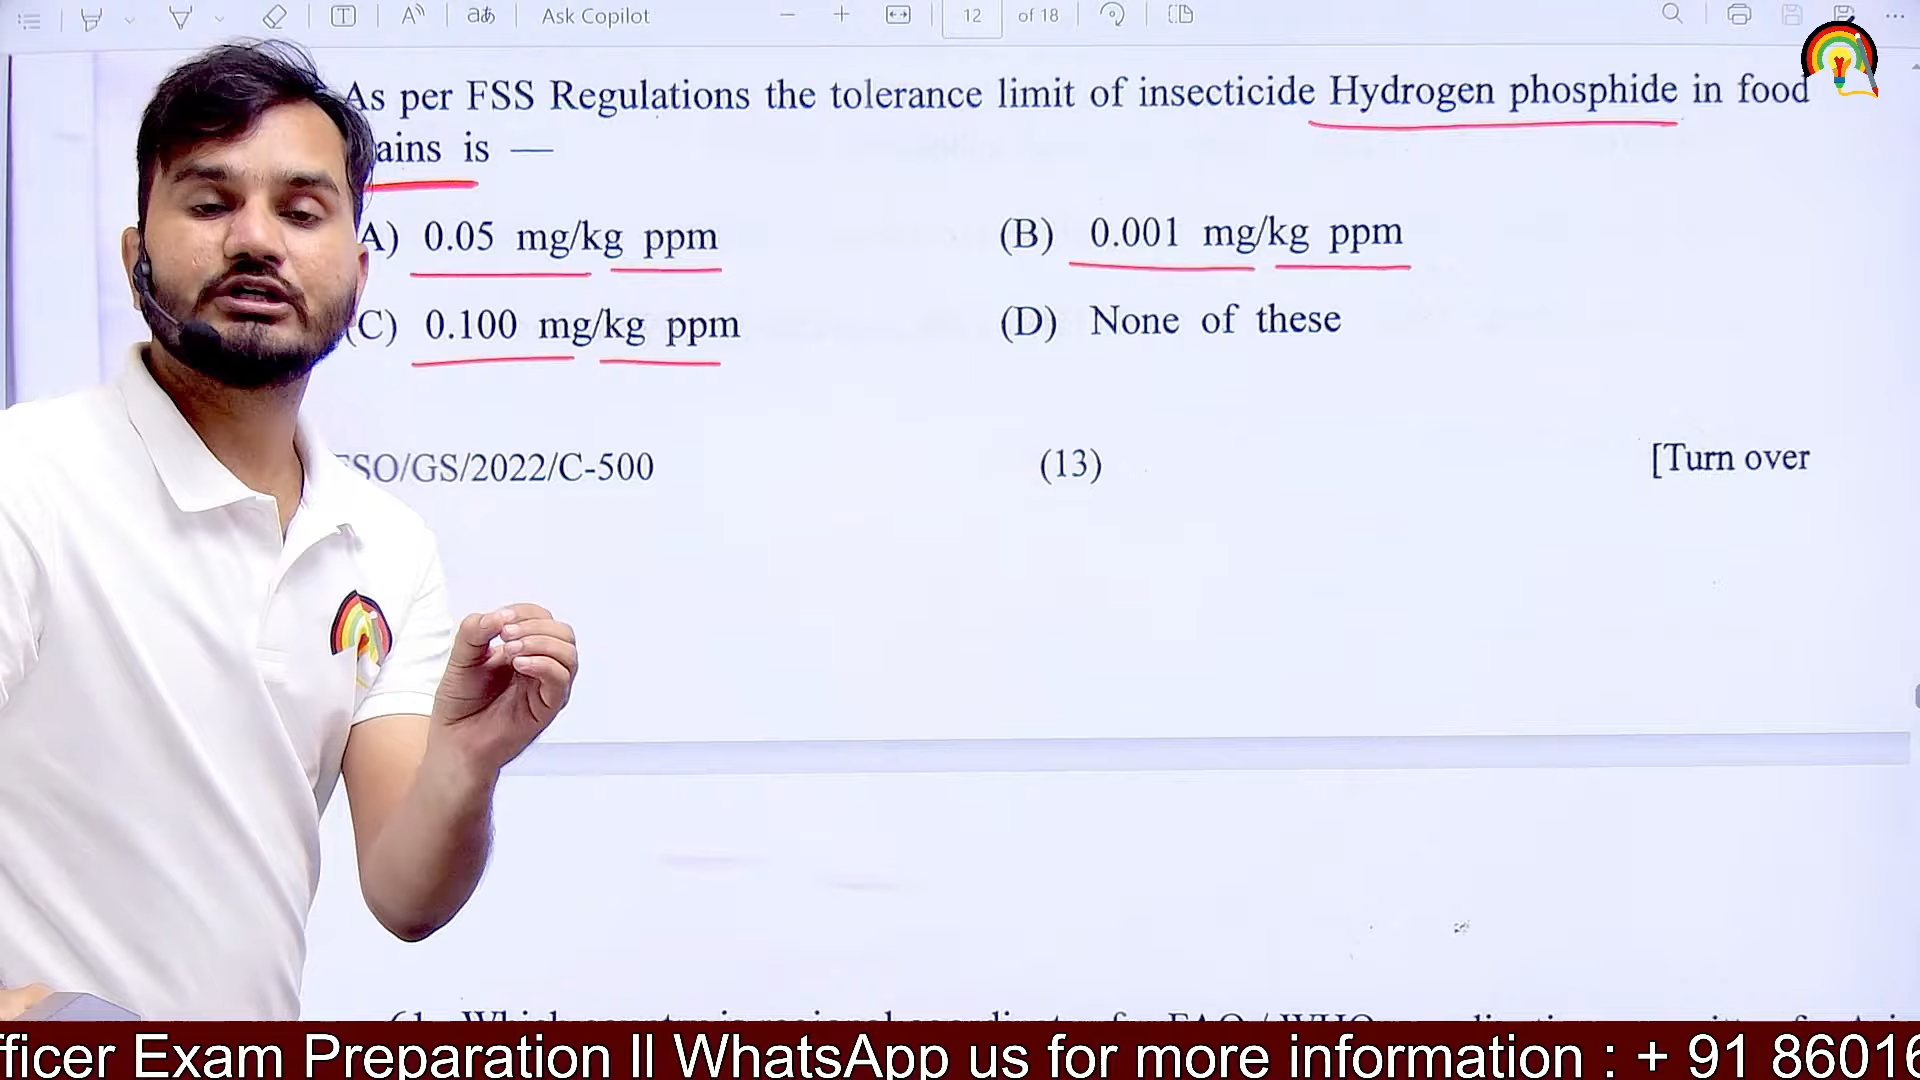 Ask Copilot 12 of 18
As per FSS Regulations the tolerance limit of insecticide Hydrogen phosphide in food
ains is —
A) 0.05 mg/kg ppm (B) 0.001 mg/kg ppm
(C) 0.100 mg/kg ppm (D) None of these
SO/GS/2022/C-500 (13) [Turn over
fficer Exam Preparation ll WhatsApp us for more information : + 91 86016